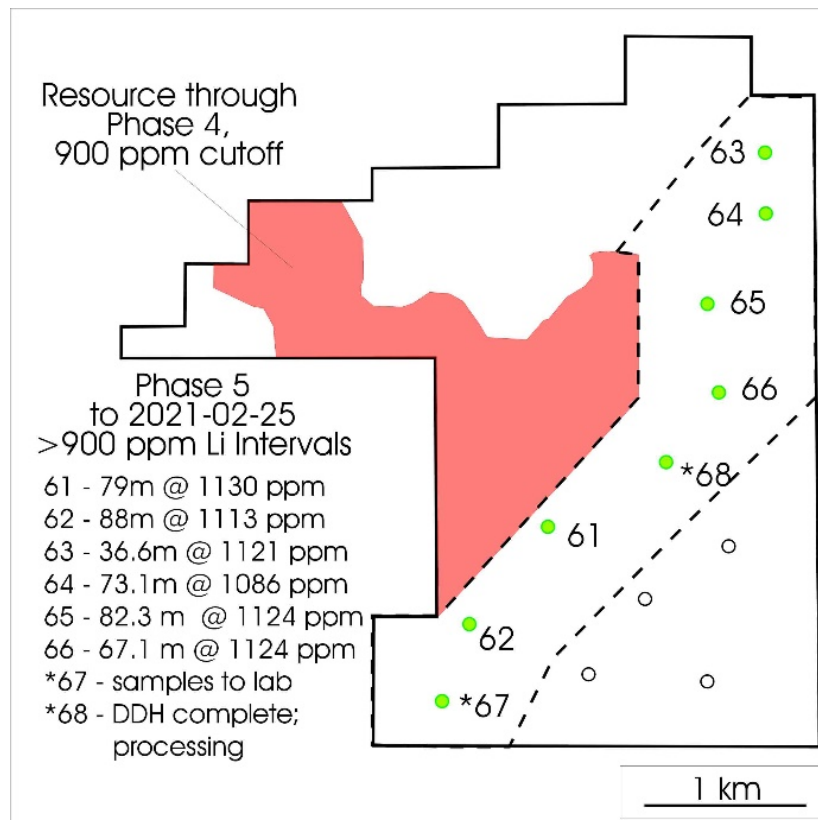 Resource through
Phase 4,
900 ppm cutoff
63
64
65
66
*68
61
62
*67
Phase 5
to 2021-02-25
>900 ppm Li Intervals
61 - 79m @ 1130 ppm
62 - 88m @ 1113 ppm
63 - 36.6m @ 1121 ppm
64 - 73.1m @ 1086 ppm
65 - 82.3 m @ 1124 ppm
66 - 67.1 m @ 1124 ppm
*67 - samples to lab
*68 - DDH complete;
processing
1 km